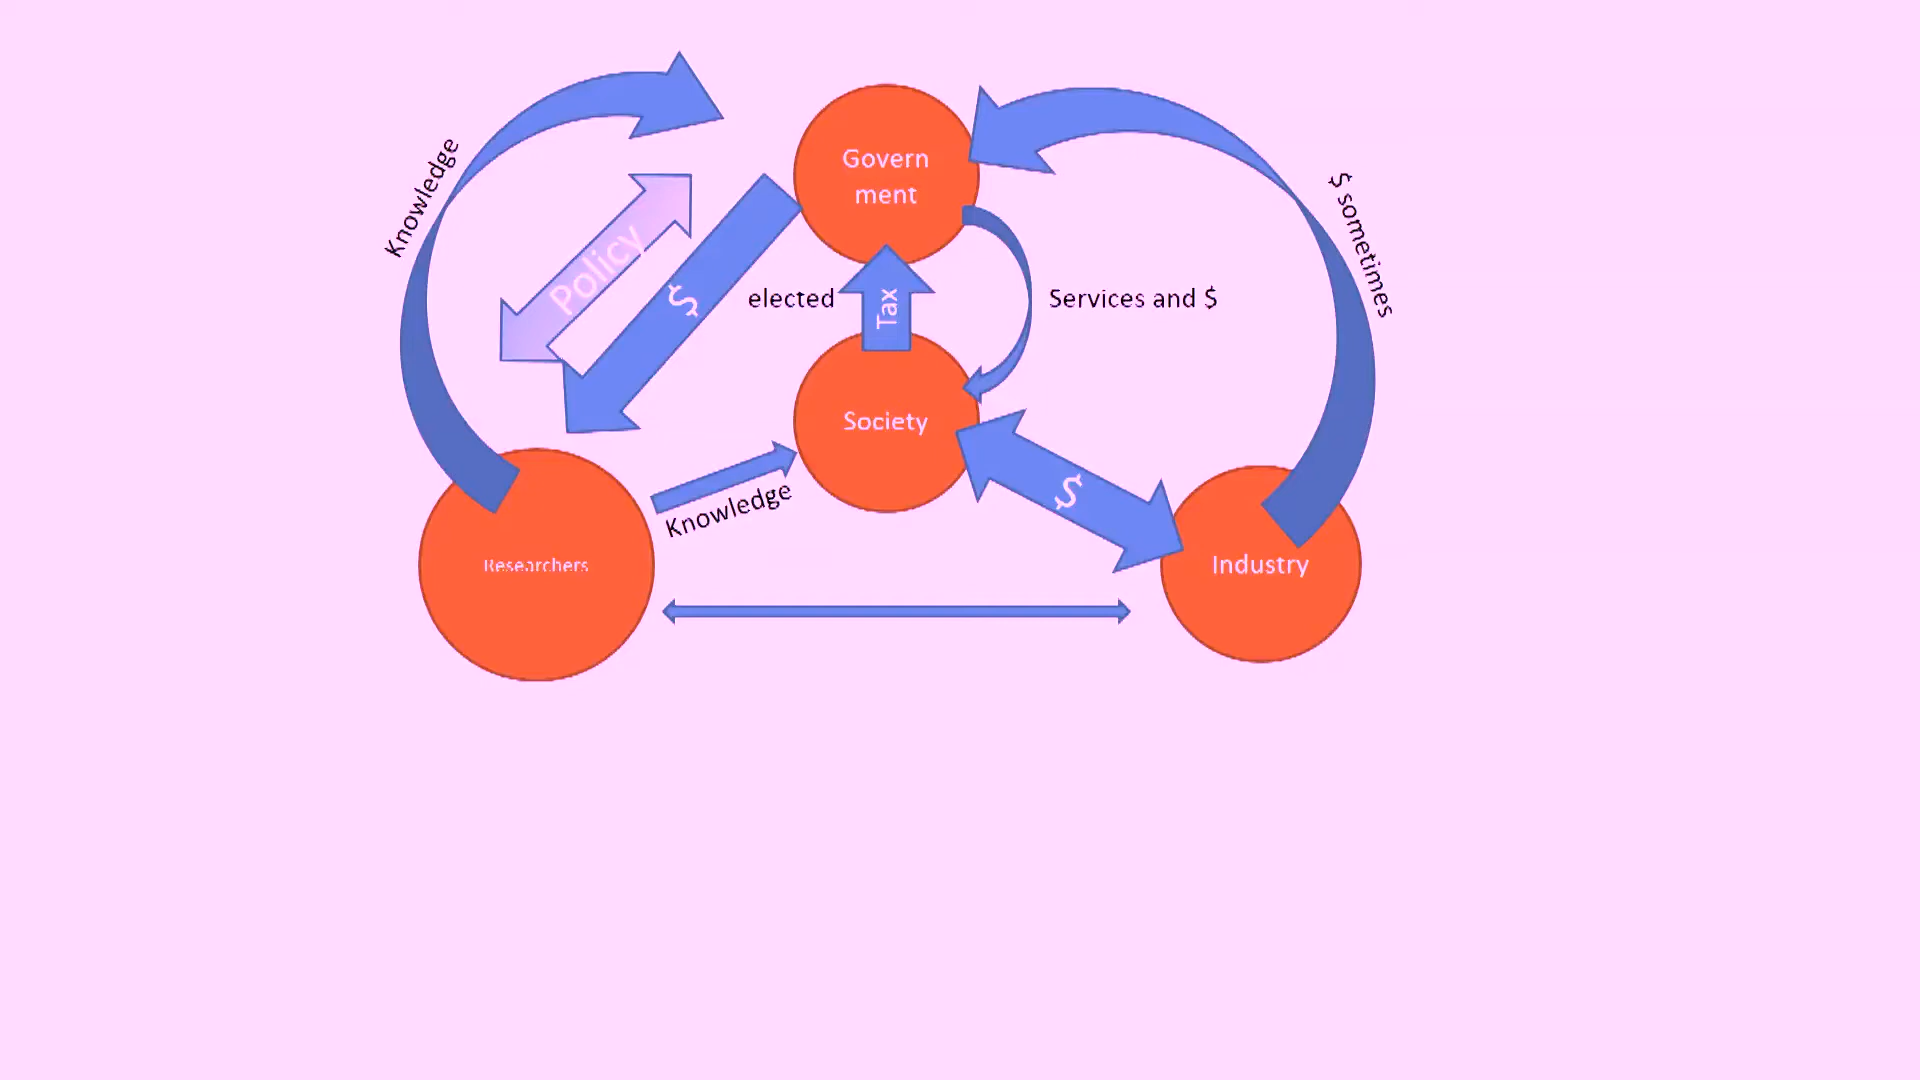 Knowledge
Govern
ment
$ sometimes
Policy
$
elected
Tax
Services and $
Society
Knowledge
$
Researchers
Industry